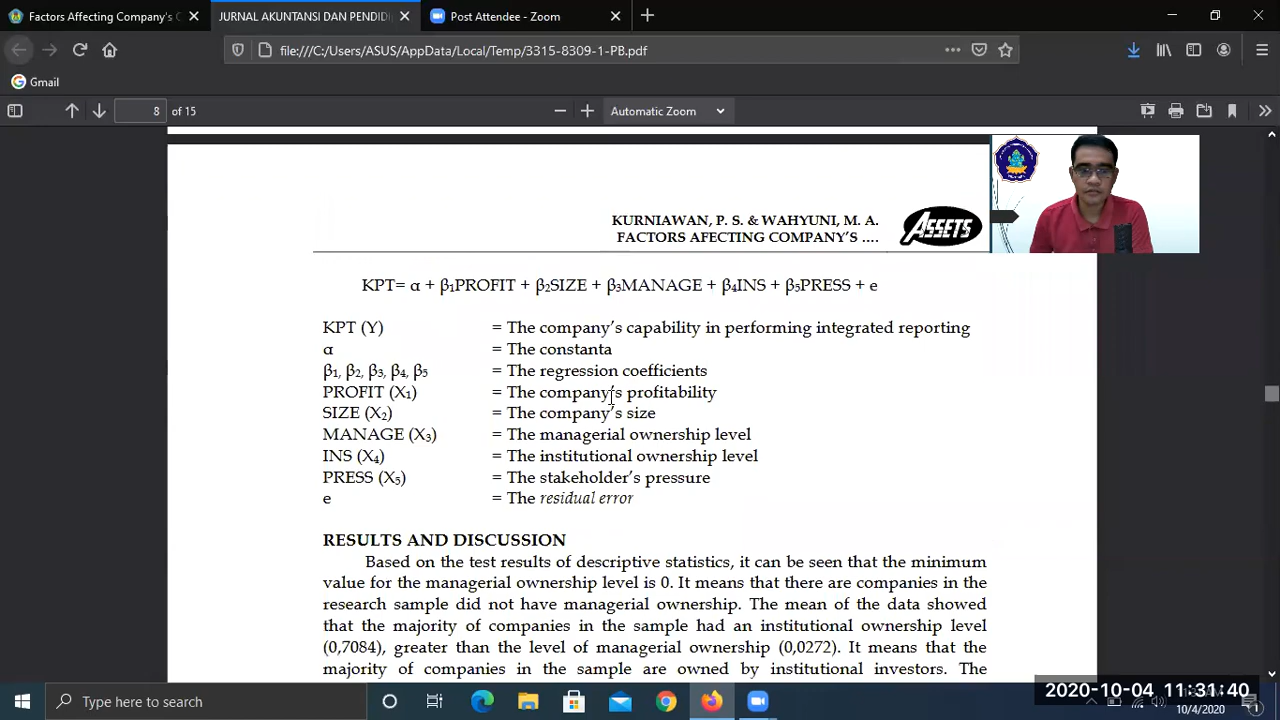 Factors Affecting Company's C
JURNAL AKUNTANSI DAN PENDIDI
Post Attendee - Zoom
file:///C:/Users/ASUS/AppData/Local/Temp/3315-8309-1-PB.pdf
Gmail
8 of 15
Automatic Zoom
KURNIAWAN, P. S. & WAHYUNI, M. A.
FACTORS AFECTING COMPANY'S ....
ASSETS
KPT= α + β1PROFIT + β2SIZE + β3MANAGE + β4INS + β5PRESS + e
KPT (Y) = The company's capability in performing integrated reporting
α = The constanta
β1, β2, β3, β4, β5 = The regression coefficients
PROFIT (X1) = The company's profitability
SIZE (X2) = The company's size
MANAGE (X3) = The managerial ownership level
INS (X4) = The institutional ownership level
PRESS (X5) = The stakeholder's pressure
e = The residual error
RESULTS AND DISCUSSION
Based on the test results of descriptive statistics, it can be seen that the minimum
value for the managerial ownership level is 0. It means that there are companies in the
research sample did not have managerial ownership. The mean of the data showed
that the majority of companies in the sample had an institutional ownership level
(0,7084), greater than the level of managerial ownership (0,0272). It means that the
majority of companies in the sample are owned by institutional investors. The
Type here to search
2020-10-04 11:31:40
10/4/2020